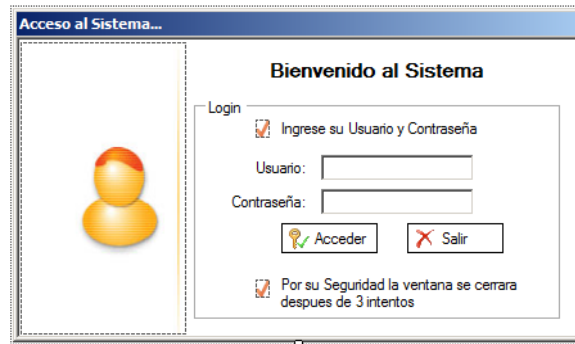 Acceso al Sistema...
Bienvenido al Sistema
Login
Ingrese su Usuario y Contraseña
Usuario:
Contraseña:
Acceder
Salir
Por su Seguridad la ventana se cerrara
despues de 3 intentos